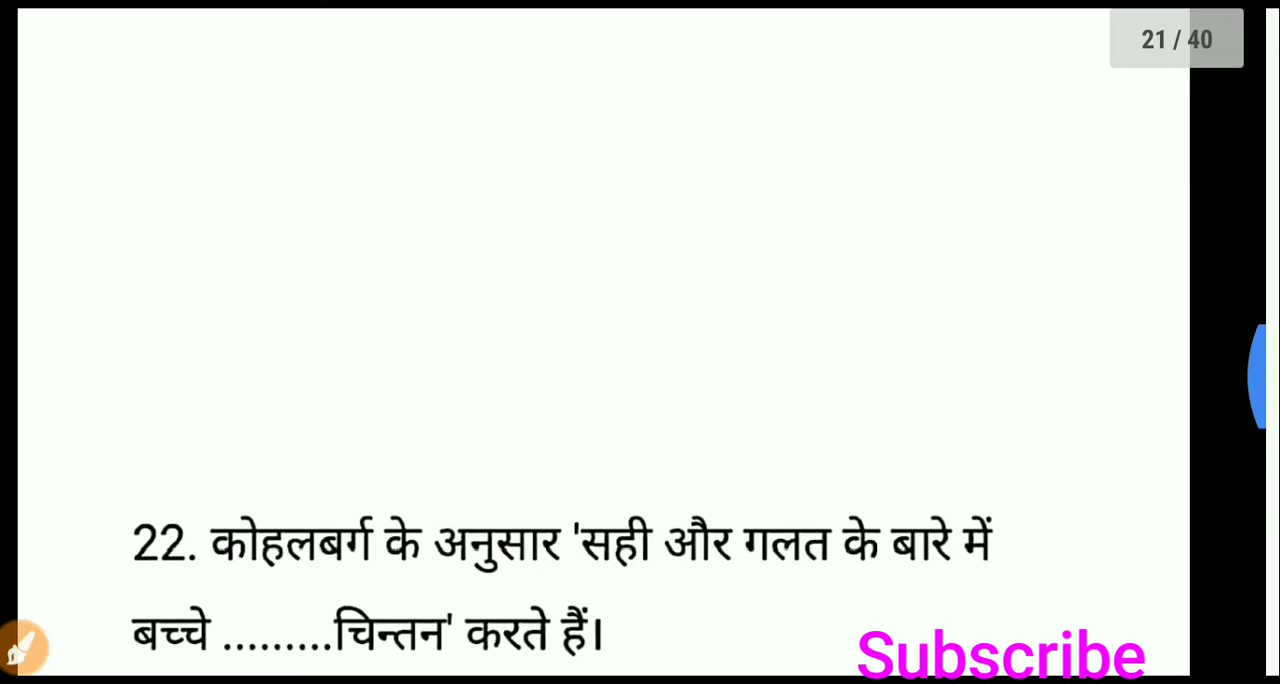 21 / 40
22. कोहलबर्ग के अनुसार 'सही और गलत के बारे में
बच्चे .........चिन्तन' करते हैं।
Subscribe